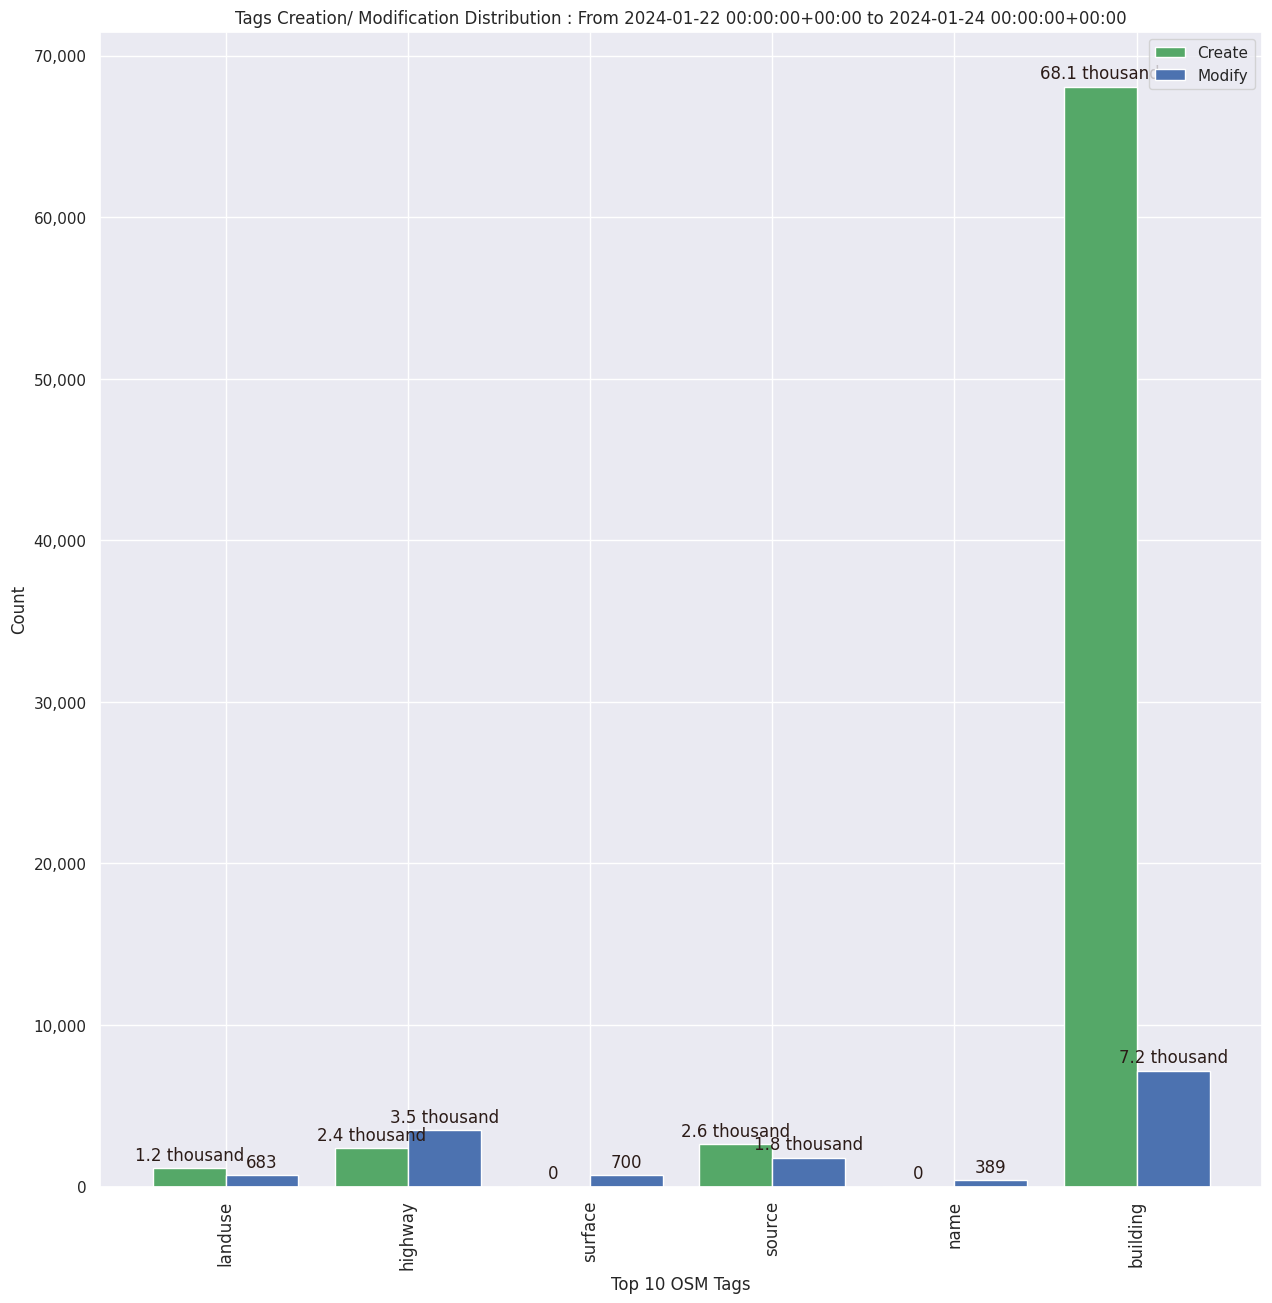 Tags Creation/ Modification Distribution : From 2024-01-22 00:00:00+00:00 to 2024-01-24 00:00:00+00:00
Create
Modify
Count
70,000
60,000
50,000
40,000
30,000
20,000
10,000
0
1.2 thousand
683
2.4 thousand
3.5 thousand
0
700
2.6 thousand
1.8 thousand
0
389
68.1 thousand
7.2 thousand
landuse
highway
surface
source
name
building
Top 10 OSM Tags